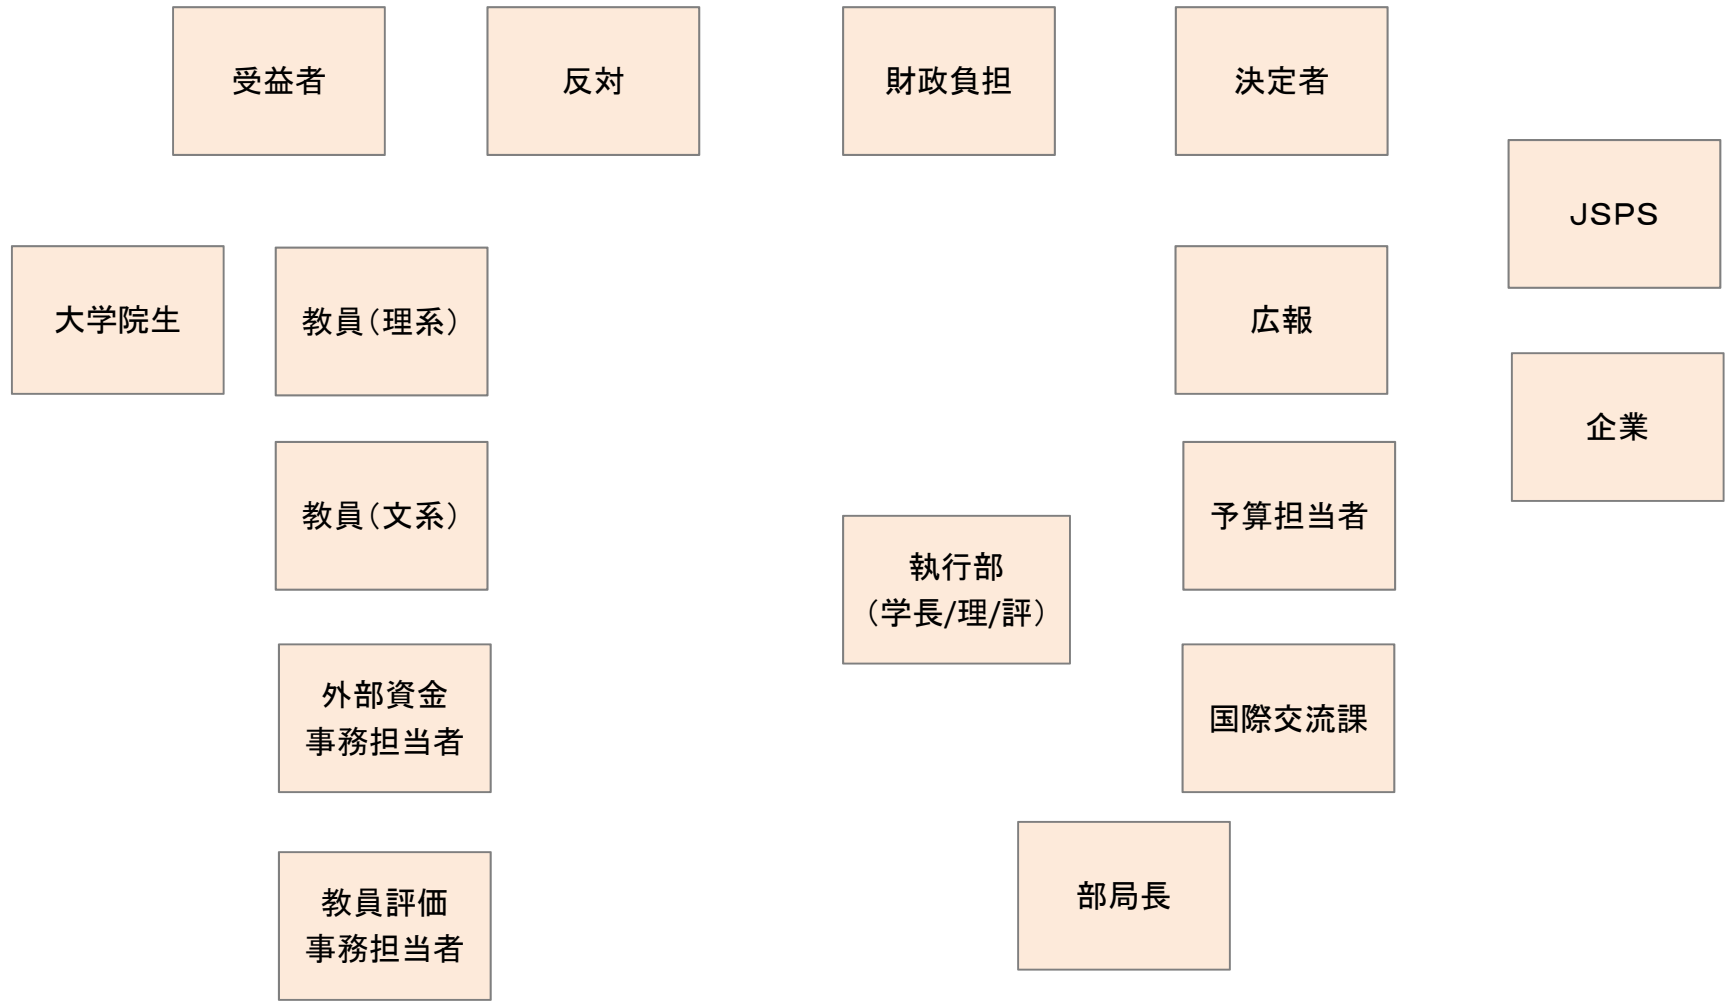 受益者
反対
財政負担
決定者
JSPS
大学院生
教員（理系）
広報
企業
教員（文系）
予算担当者
執行部
（学長/理/評）
外部資金
事務担当者
国際交流課
部局長
教員評価
事務担当者